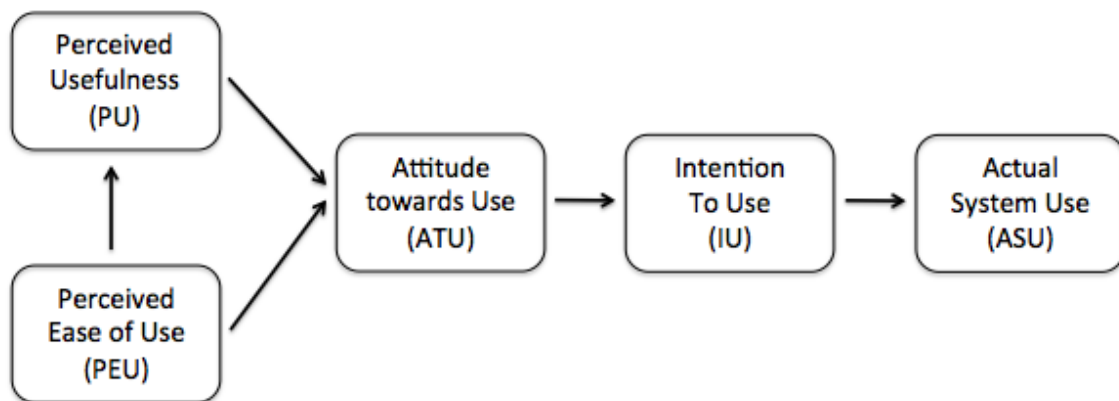 Perceived
Usefulness
(PU)
Perceived
Ease of Use
(PEU)
Attitude
towards Use
(ATU)
Intention
To Use
(IU)
Actual
System Use
(ASU)